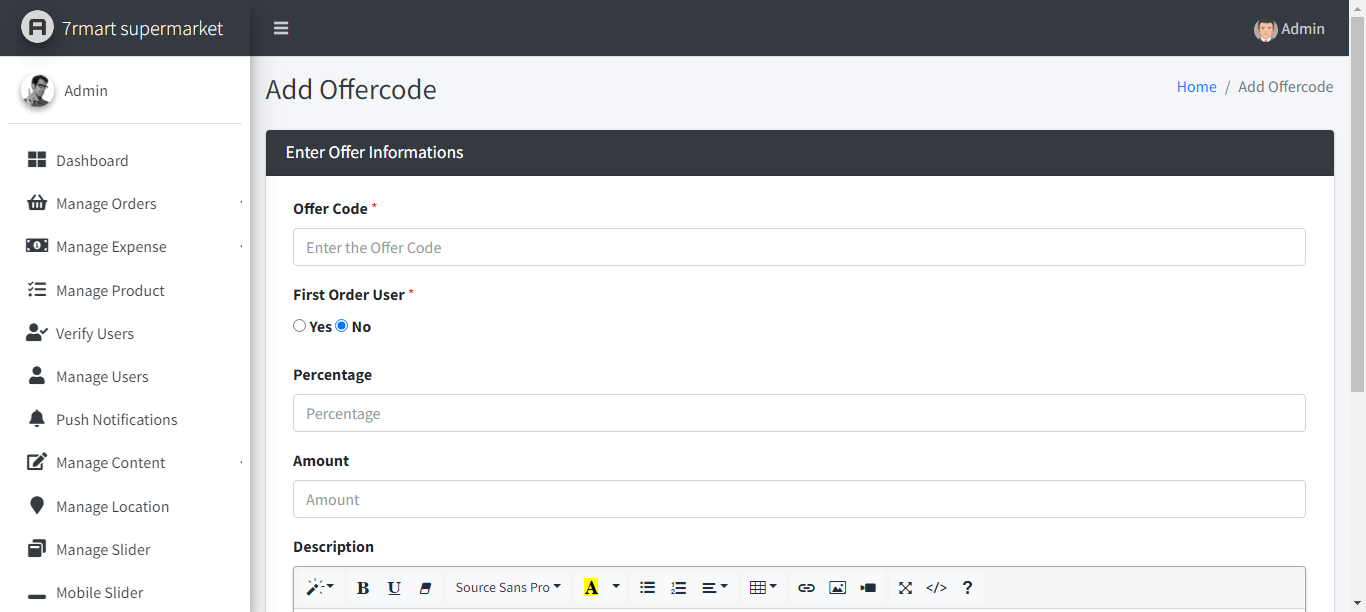 7rmart supermarket
Admin
Admin
Dashboard
Manage Orders
Manage Expense
Manage Product
Verify Users
Manage Users
Push Notifications
Manage Content
Manage Location
Manage Slider
Mobile Slider
Add Offercode
Home / Add Offercode
Enter Offer Informations
Offer Code *
Enter the Offer Code
First Order User *
Yes No
Percentage
Percentage
Amount
Amount
Description
B U Source Sans Pro A </> ?